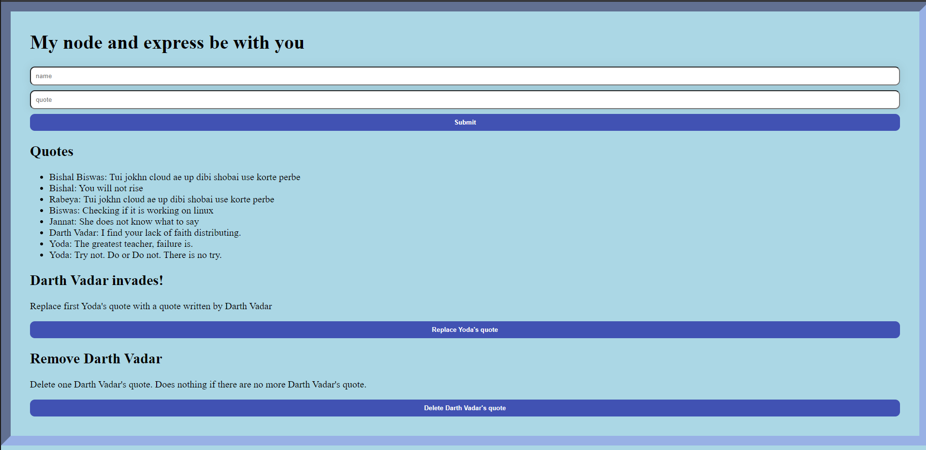 My node and express be with you
name
quote
Submit
Quotes
Bishal Biswas: Tui jokhn cloud ae up dibi shobai use korte perbe
Bishal: You will not rise
Rabeya: Tui jokhn cloud ae up dibi shobai use korte perbe
Biswas: Checking if it is working on linux
Jannat: She does not know what to say
Darth Vadar: I find your lack of faith distributing.
Yoda: The greatest teacher, failure is.
Yoda: Try not. Do or Do not. There is no try.
Darth Vadar invades!
Replace first Yoda's quote with a quote written by Darth Vadar
Replace Yoda's quote
Remove Darth Vadar
Delete one Darth Vadar's quote. Does nothing if there are no more Darth Vadar's quote.
Delete Darth Vadar's quote